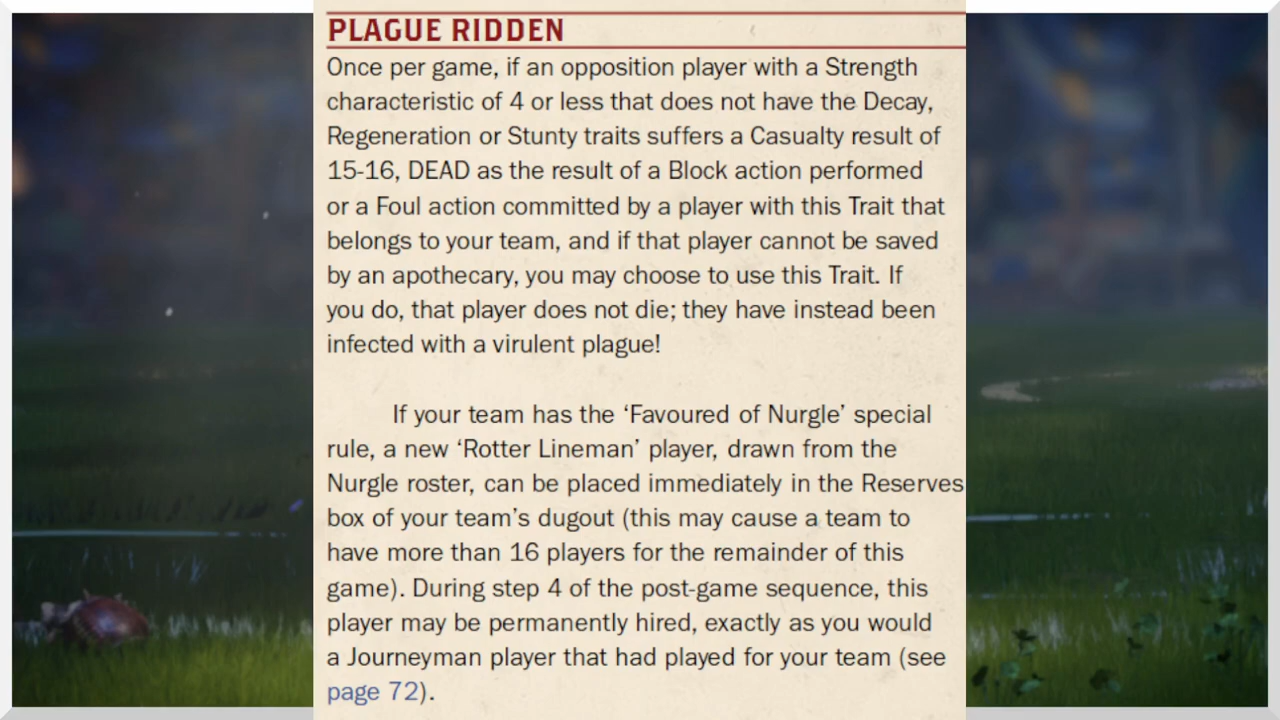 PLAGUE RIDDEN
Once per game, if an opposition player with a Strength
characteristic of 4 or less that does not have the Decay,
Regeneration or Stunty traits suffers a Casualty result of
15-16, DEAD as the result of a Block action performed
or a Foul action committed by a player with this Trait that
belongs to your team, and if that player cannot be saved
by an apothecary, you may choose to use this Trait. If
you do, that player does not die; they have instead been
infected with a virulent plague!
If your team has the ‘Favoured of Nurgle’ special
rule, a new ‘Rotter Lineman’ player, drawn from the
Nurgle roster, can be placed immediately in the Reserves
box of your team’s dugout (this may cause a team to
have more than 16 players for the remainder of this
game). During step 4 of the post-game sequence, this
player may be permanently hired, exactly as you would
a Journeyman player that had played for your team (see
page 72).